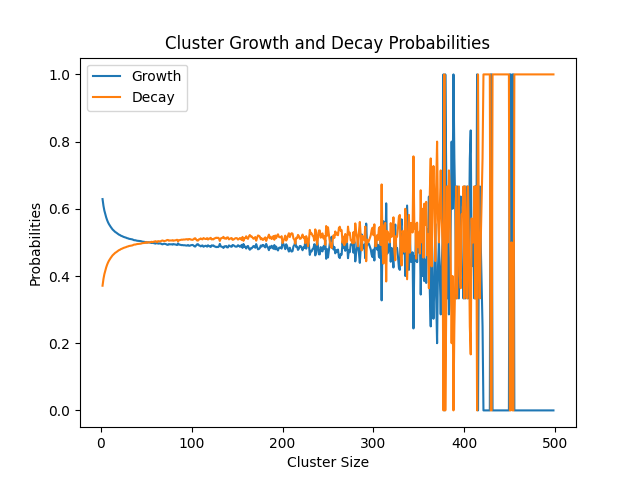 Cluster Growth and Decay Probabilities
Growth
Decay
1.0
0.8
0.6
0.4
0.2
0.0
Probabilities
0
100
200
300
400
500
Cluster Size